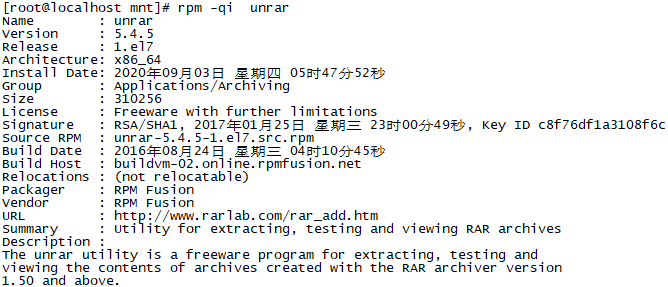 [root@localhost mnt]# rpm -qi  unrar
Name        : unrar
Version     : 5.4.5
Release     : 1.el7
Architecture: x86_64
Install Date: 2020年09月03日 星期四 05时47分52秒
Group       : Applications/Archiving
Size        : 310256
License     : Freeware with further limitations
Signature   : RSA/SHA1, 2017年01月25日 星期三 23时00分49秒, Key ID c8f76df1a3108f6c
Source RPM  : unrar-5.4.5-1.el7.src.rpm
Build Date  : 2016年08月24日 星期三 04时10分45秒
Build Host  : buildvm-02.online.rpmfusion.net
Relocations : (not relocatable)
Packager    : RPM Fusion
Vendor      : RPM Fusion
URL         : http://www.rarlab.com/rar_add.htm
Summary     : Utility for extracting, testing and viewing RAR archives
Description :
The unrar utility is a freeware program for extracting, testing and
viewing the contents of archives created with the RAR archiver version
1.50 and above.